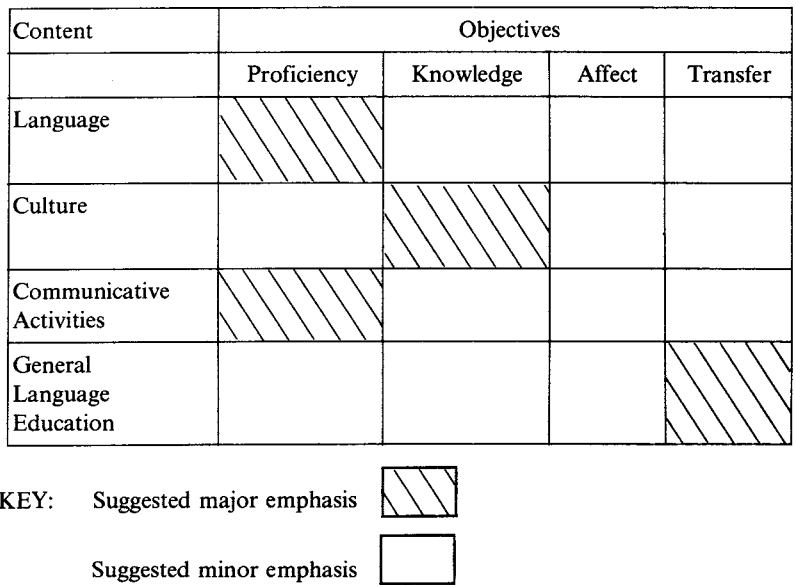 Content Objectives
Proficiency Knowledge Affect Transfer
Language
Culture
Communicative
Activities
General
Language
Education
KEY: Suggested major emphasis
Suggested minor emphasis